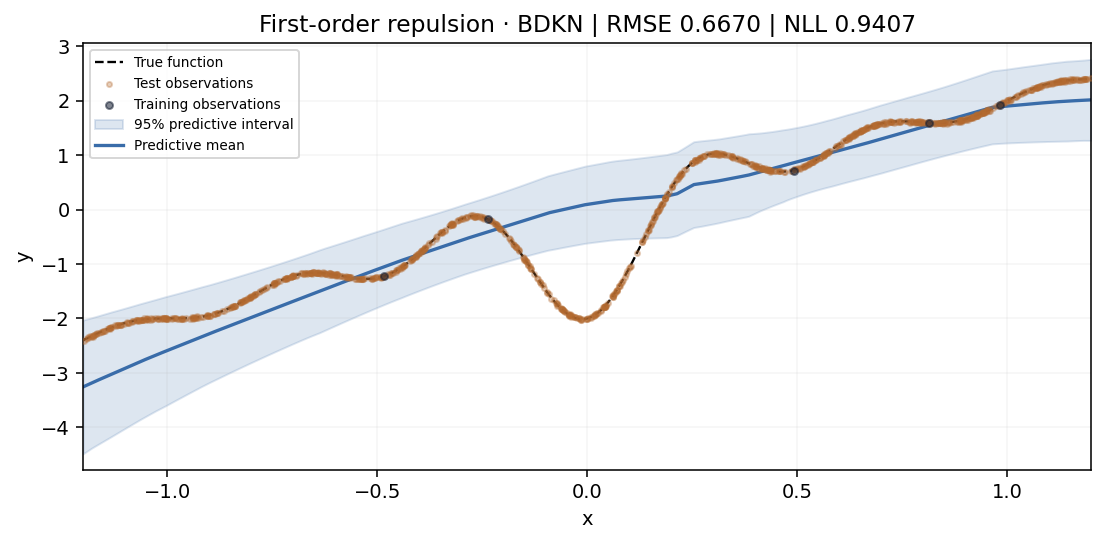 First-order repulsion · BDKN | RMSE 0.6670 | NLL 0.9407
True function
Test observations
Training observations
95% predictive interval
Predictive mean
3
2
1
0
−1
−2
−3
−4
y
−1.0
−0.5
0.0
0.5
1.0
x